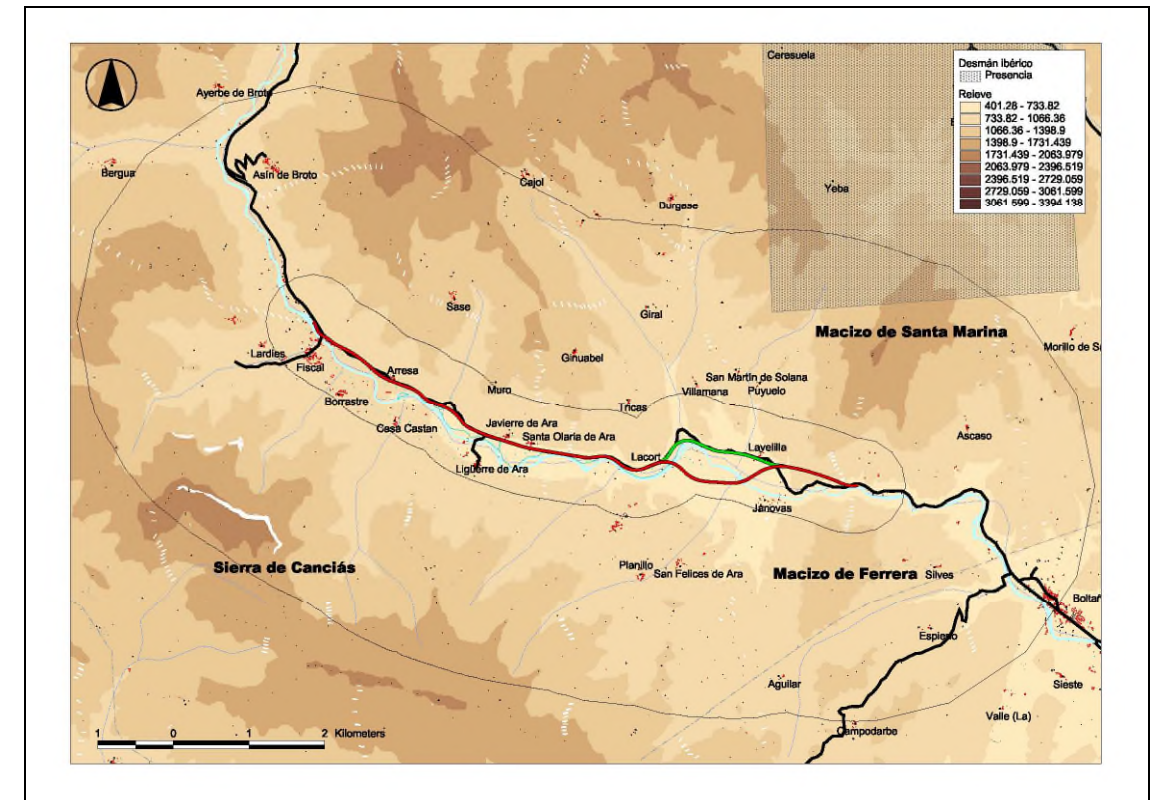 Ceresuela
Desmán ibérico
Presencia
Releve
401.28 - 733.82
733.82 - 1066.36
1066.36 - 1398.9
1398.9 - 1731.439
1731.439 - 2063.979
2063.979 - 2396.519
2396.519 - 2729.059
2729.059 - 3061.599
3061.599 - 3394.138
Ayerbe de Broto
Bergua
Asín de Broto
Cajol
Yeba
Burgase
Sase
Giral
Macizo de Santa Marina
Morillo de Sa
Lardies
Fiscal
Ginuabel
Arresa
San Martín de Solana
Muro
Villamana
Puyuelo
Borrastre
Tricas
Casa Castan
Javierre de Ara
Santa Olaria de Ara
Ascaso
Lavelilla
Lacort
Ligüerre de Ara
Jánovas
Sierra de Canciás
Planillo
San Felices de Ara
Macizo de Ferrera
Silves
Boltañ
Espierlo
Aguilar
Sieste
Valle (La)
Campodarbe
1 0 1 2 Kilometers